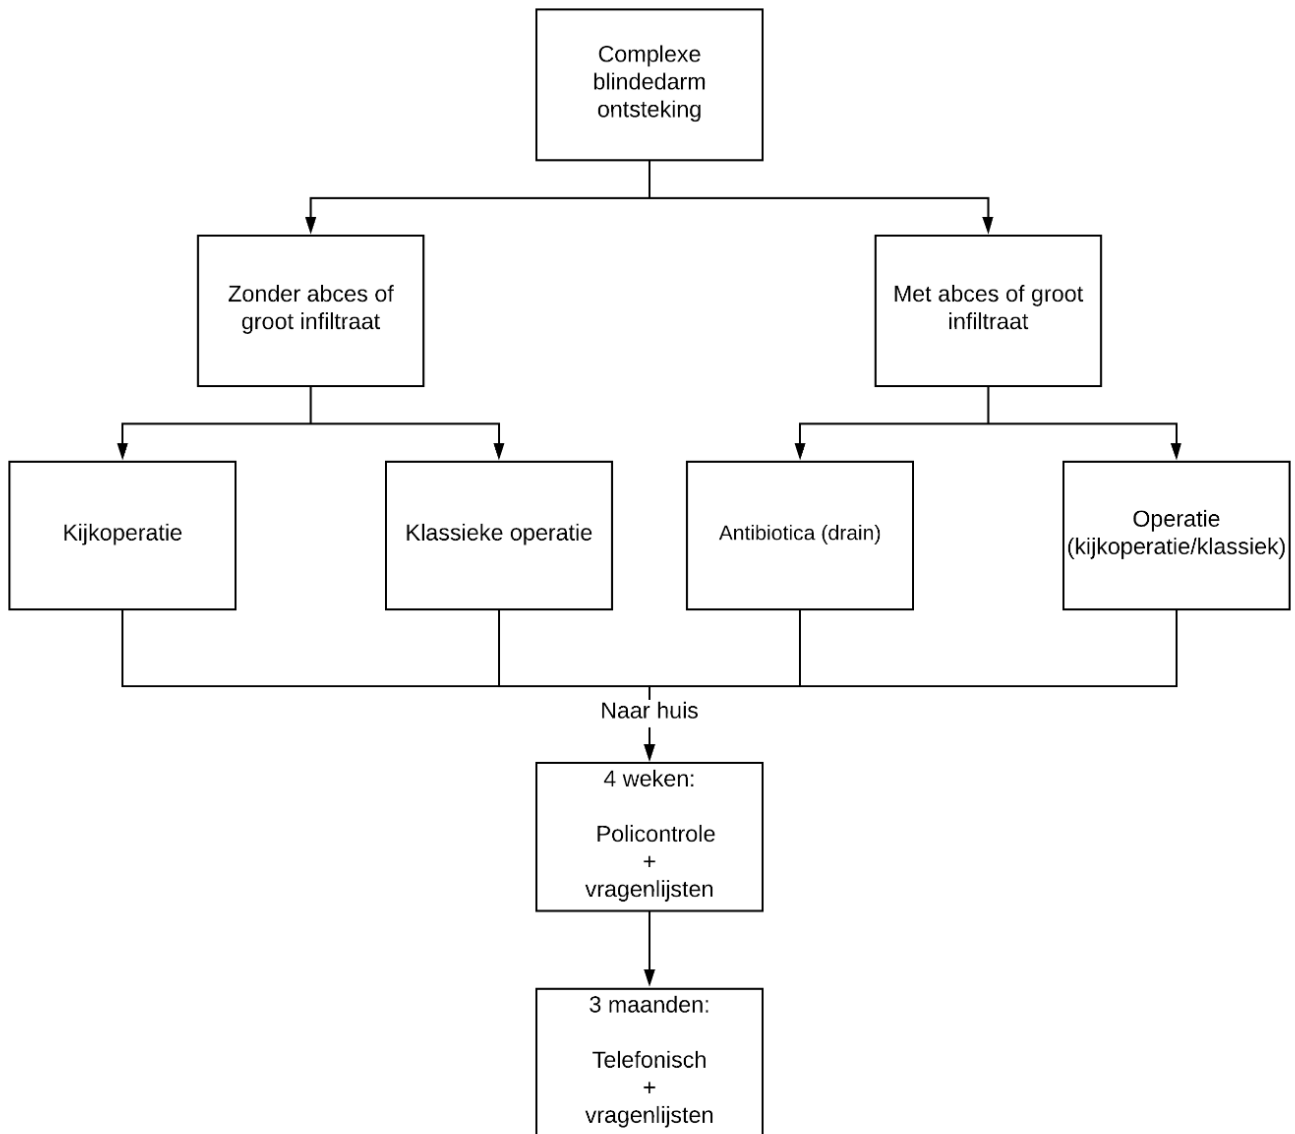 Complexe
blindedarm
ontsteking
Zonder abces of
groot infiltraat
Met abces of groot
infiltraat
Kijkoperatie
Klassieke operatie
Antibiotica (drain)
Operatie
(kijkoperatie/klassiek)
Naar huis
4 weken:
Policontrole
+
vragenlijsten
3 maanden:
Telefonisch
+
vragenlijsten